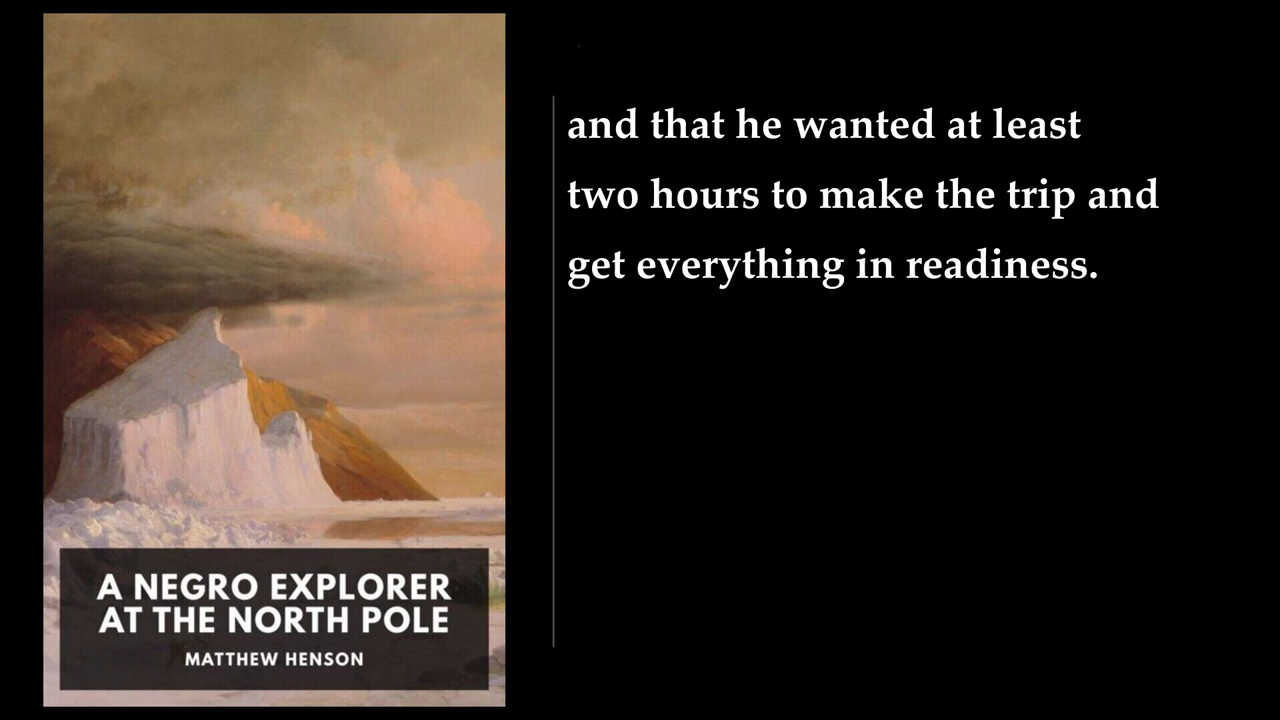 and that he wanted at least
two hours to make the trip and
get everything in readiness.
A NEGRO EXPLORER
AT THE NORTH POLE
MATTHEW HENSON